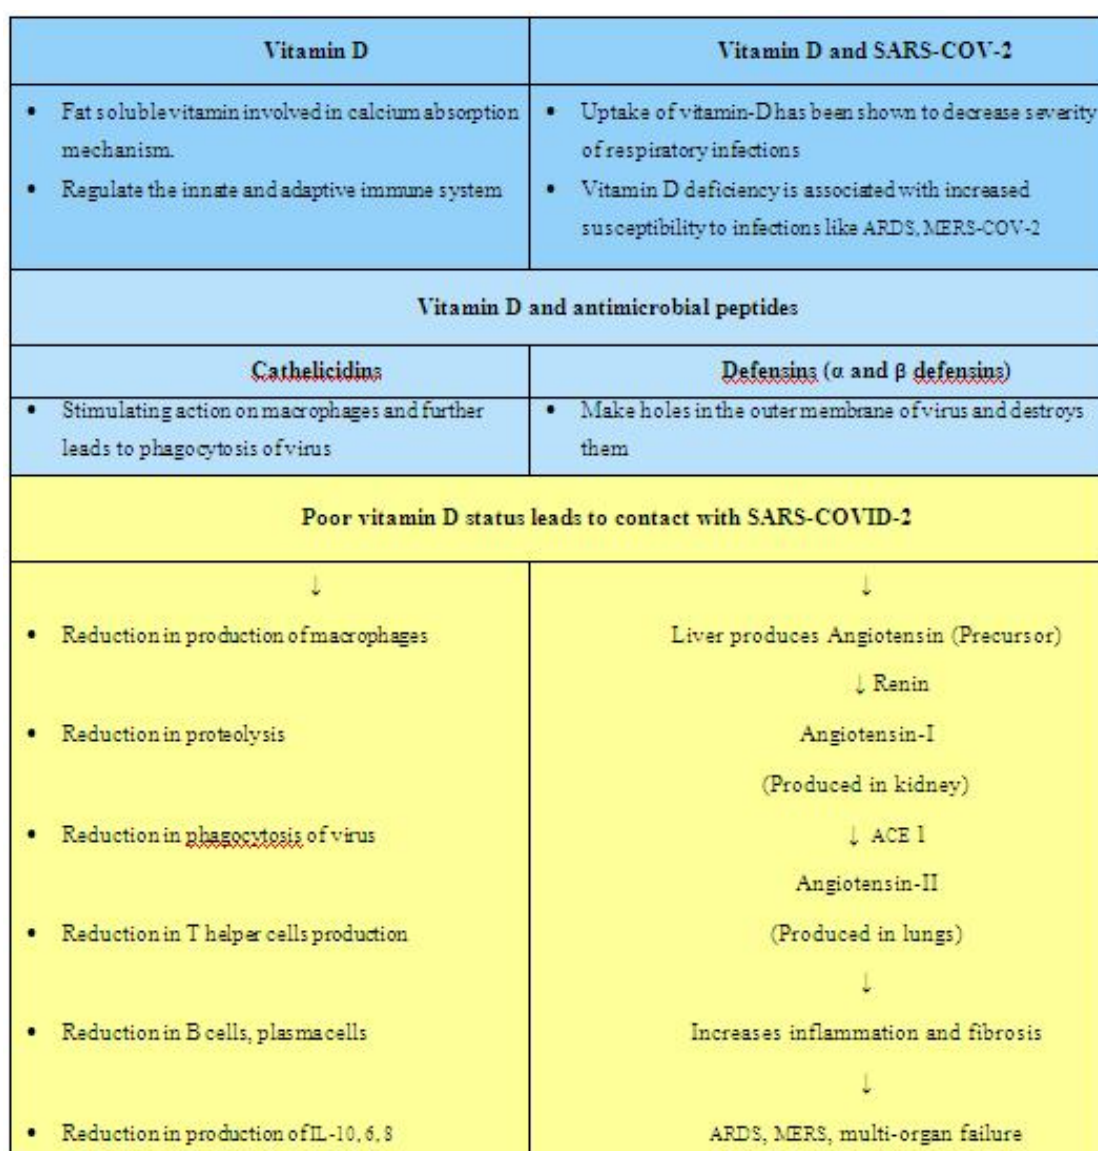 Vitamin D
Vitamin D and SARS-COV-2
• Fat soluble vitamin involved in calcium absorption
mechanism.
• Regulate the innate and adaptive immune system
• Uptake of vitamin-D has been shown to decrease severity
of respiratory infections
• Vitamin D deficiency is associated with increased
susceptibility to infections like ARDS, MERS-COV-2
Vitamin D and antimicrobial peptides
Cathelicidins
Defensins (α and β defensins)
• Stimulating action on macrophages and further
leads to phagocytosis of virus
• Make holes in the outer membrane of virus and destroys
them
Poor vitamin D status leads to contact with SARS-COVID-2
↓
• Reduction in production of macrophages
• Reduction in proteolysis
• Reduction in phagocytosis of virus
• Reduction in T helper cells production
• Reduction in B cells, plasma cells
• Reduction in production of IL-10, 6, 8
↓
Liver produces Angiotensin (Precursor)
↓ Renin
Angiotensin-I
(Produced in kidney)
↓ ACE 1
Angiotensin-II
(Produced in lungs)
↓
Increases inflammation and fibrosis
↓
ARDS, MERS, multi-organ failure